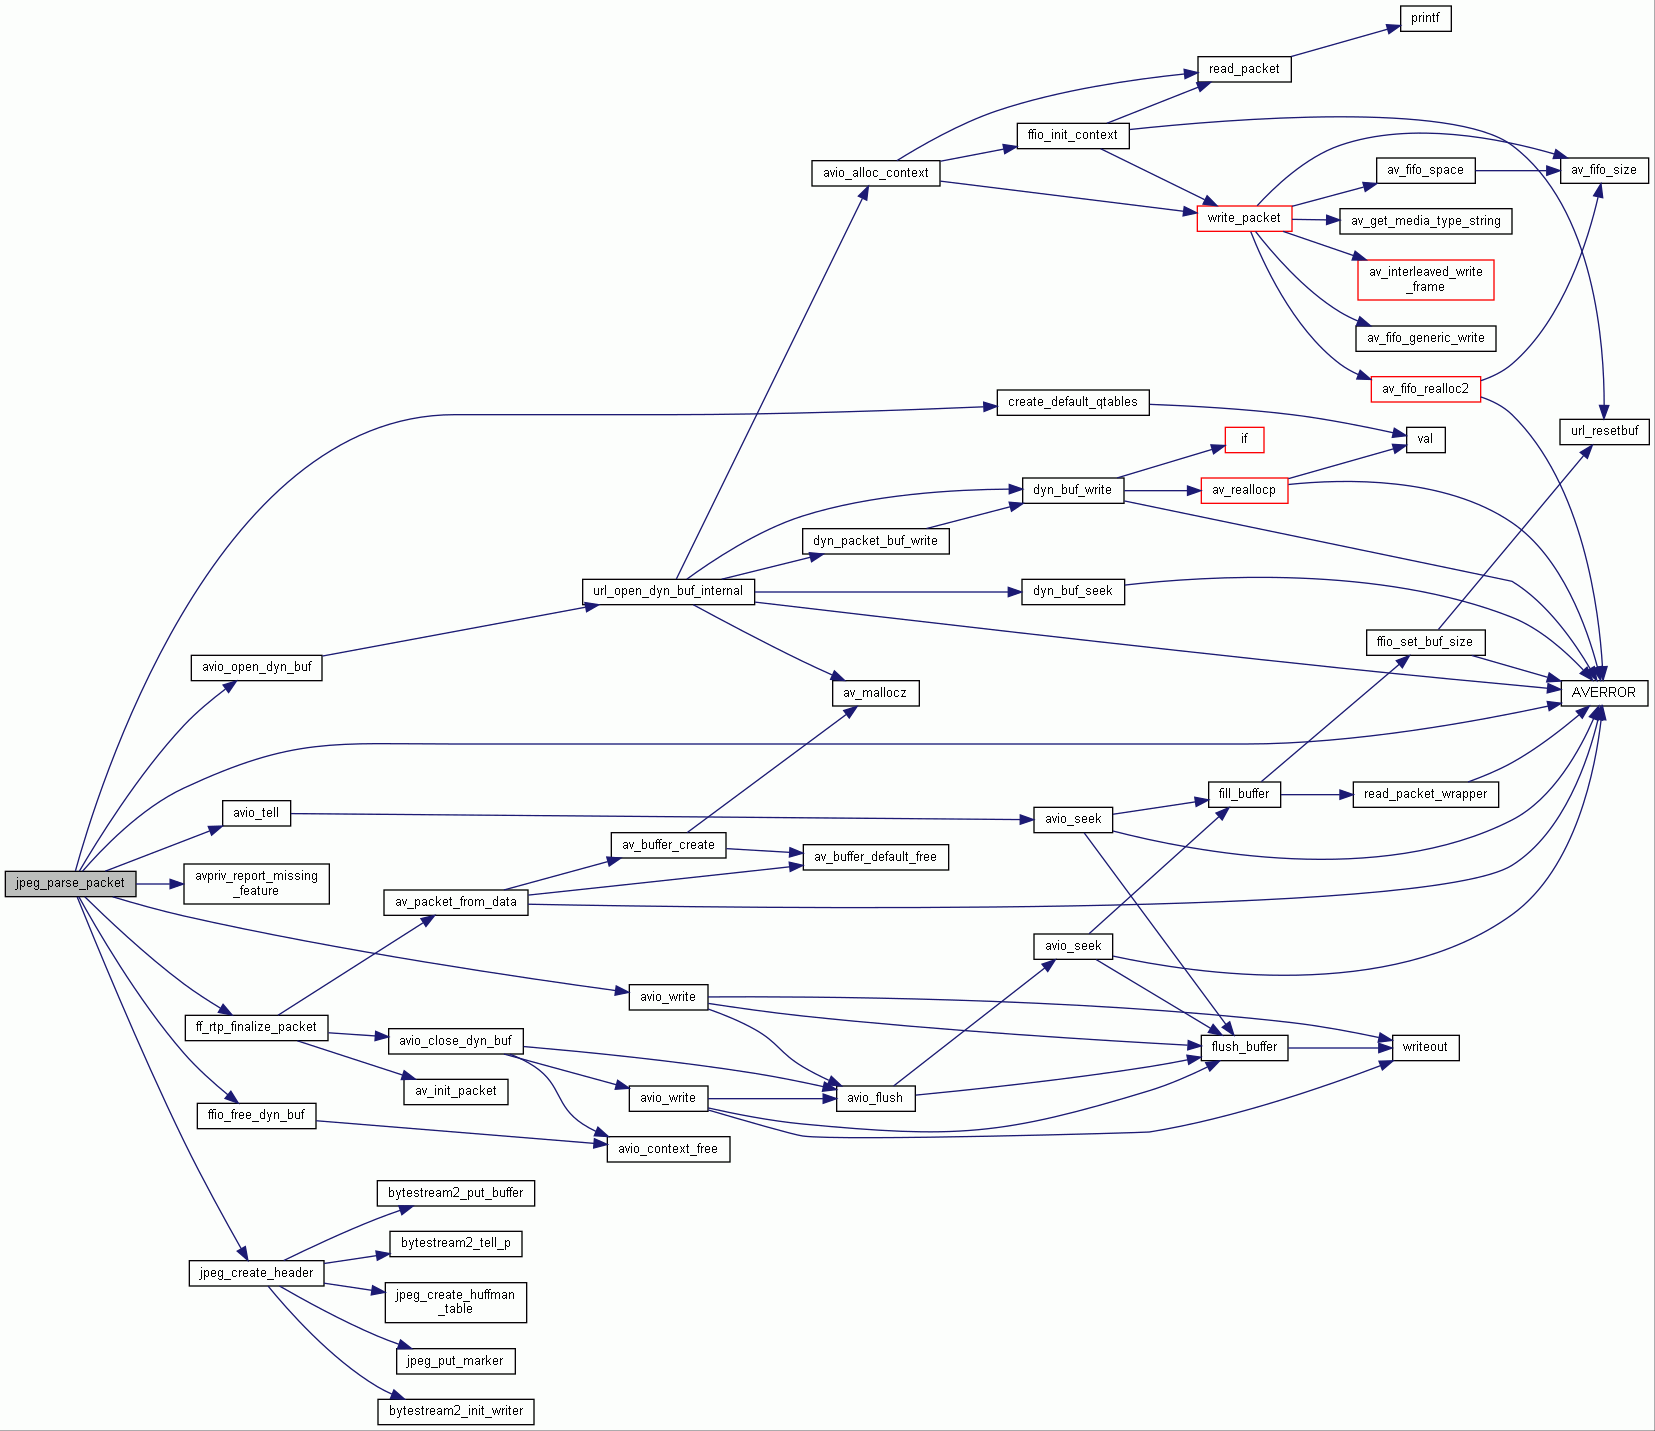 printf
read_packet
ffio_init_context
avio_alloc_context
av_fifo_space
av_fifo_size
write_packet
av_get_media_type_string
av_interleaved_write
_frame
av_fifo_generic_write
av_fifo_realloc2
create_default_qtables
url_resetbuf
if
val
dyn_buf_write
av_reallocp
dyn_packet_buf_write
url_open_dyn_buf_internal
dyn_buf_seek
ffio_set_buf_size
avio_open_dyn_buf
av_mallocz
AVERROR
fill_buffer
read_packet_wrapper
avio_tell
avio_seek
av_buffer_create
av_buffer_default_free
jpeg_parse_packet
avpriv_report_missing
_feature
av_packet_from_data
avio_seek
avio_write
ff_rtp_finalize_packet
avio_close_dyn_buf
flush_buffer
writeout
av_init_packet
avio_write
avio_flush
ffio_free_dyn_buf
avio_context_free
bytestream2_put_buffer
bytestream2_tell_p
jpeg_create_header
jpeg_create_huffman
_table
jpeg_put_marker
bytestream2_init_writer